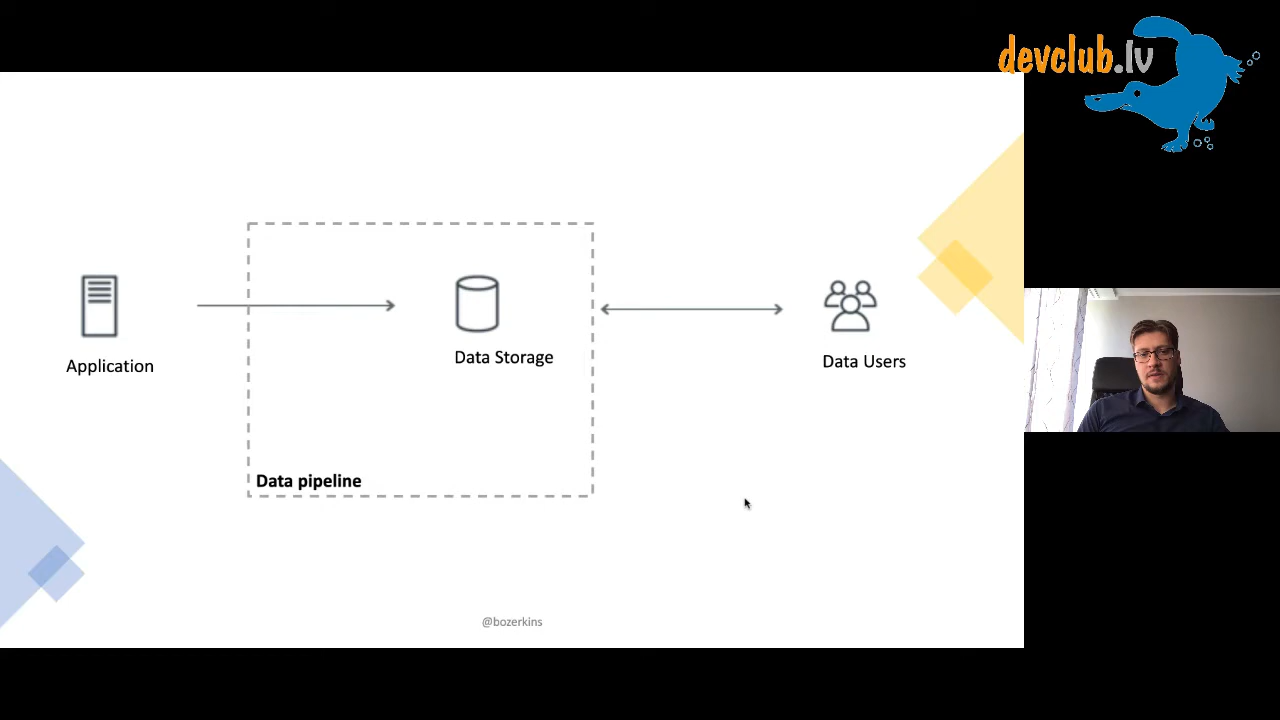 devclub.lv
Application
Data Storage
Data Users
Data pipeline
@bozerkins